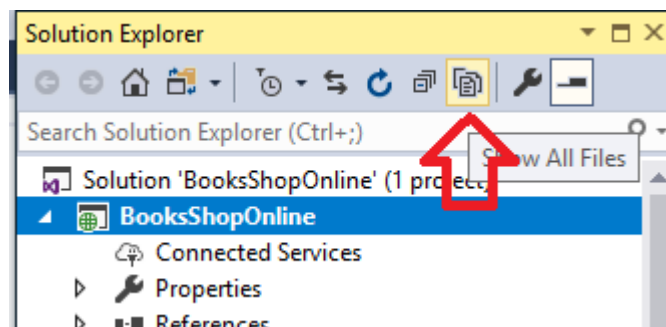 Solution Explorer
Search Solution Explorer (Ctrl+;)
Show All Files
Solution 'BooksShopOnline' (1 project)
BooksShopOnline
Connected Services
Properties
References